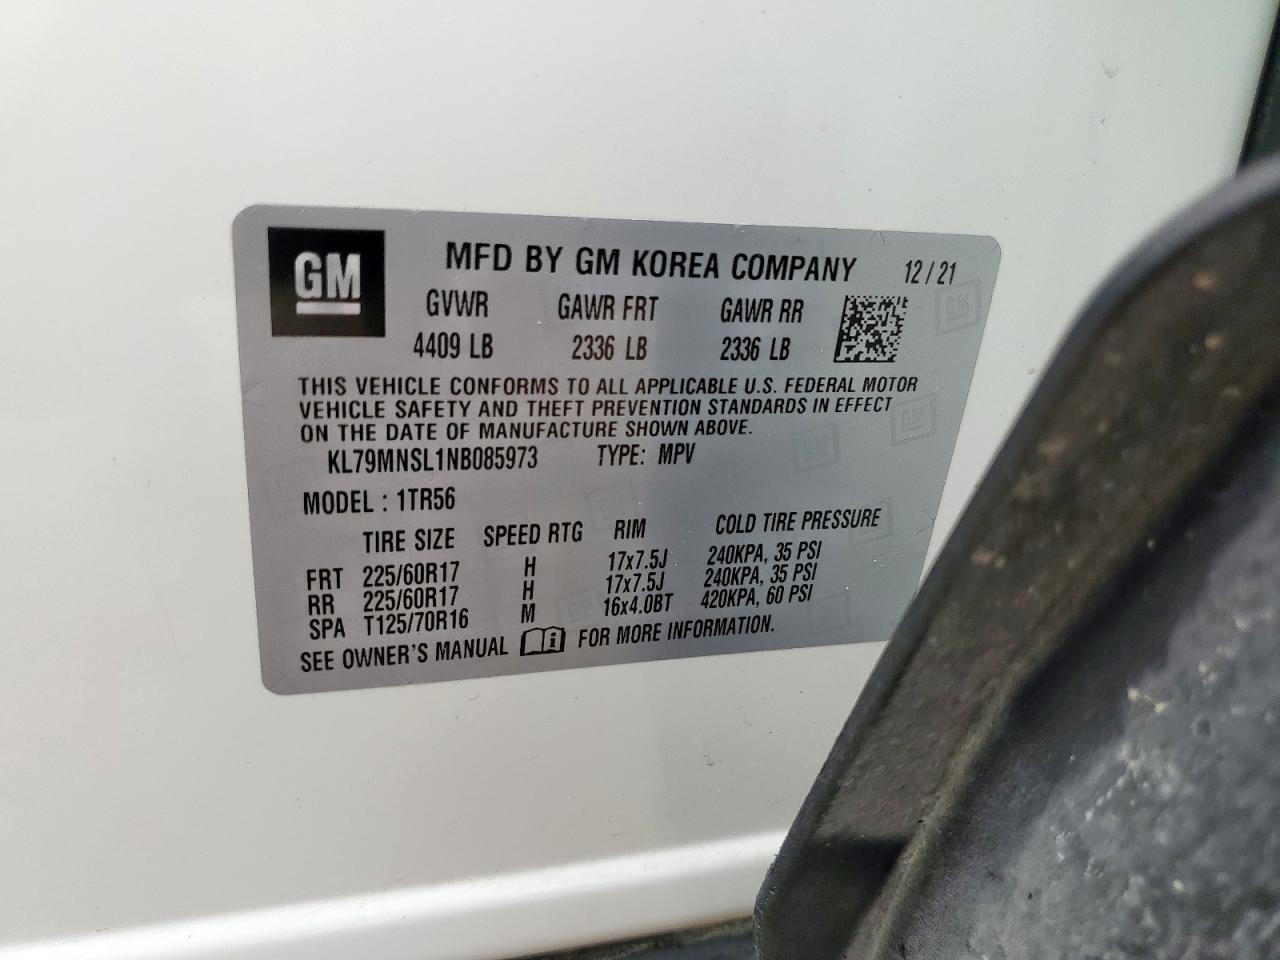 GM
MFD BY GM KOREA COMPANY 12/21
GVWR GAWR FRT GAWR RR
4409 LB 2336 LB 2336 LB
THIS VEHICLE CONFORMS TO ALL APPLICABLE U.S. FEDERAL MOTOR
VEHICLE SAFETY AND THEFT PREVENTION STANDARDS IN EFFECT
ON THE DATE OF MANUFACTURE SHOWN ABOVE.
KL79MNSL1NB085973 TYPE: MPV
MODEL : 1TR56
TIRE SIZE SPEED RTG RIM COLD TIRE PRESSURE
FRT 225/60R17 H 17x7.5J 240KPA, 35 PSI
RR 225/60R17 H 17x7.5J 240KPA, 35 PSI
SPA T125/70R16 M 16x4.0BT 420KPA, 60 PSI
SEE OWNER'S MANUAL i FOR MORE INFORMATION.